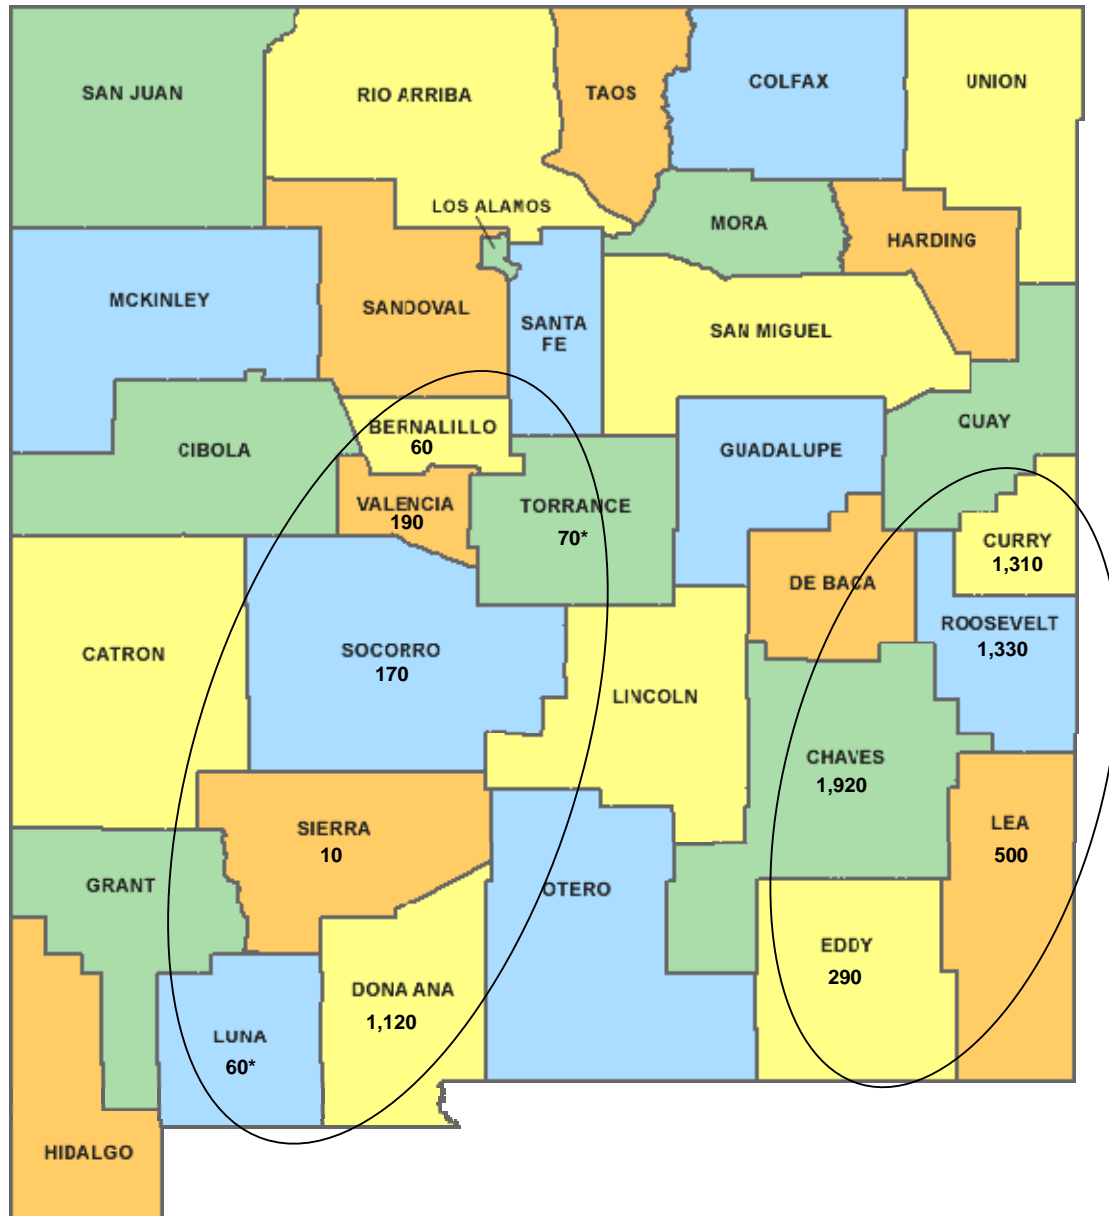 SAN JUAN
RIO ARRIBA
TAOS
COLFAX
UNION
LOS ALAMOS
MORA
HARDING
MCKINLEY
SANDOVAL
SANTA
FE
SAN MIGUEL
CIBOLA
BERNALILLO
60
GUADALUPE
QUAY
VALENCIA
190
TORRANCE
70*
CURRY
1,310
DE BACA
ROOSEVELT
1,330
CATRON
SOCORRO
170
LINCOLN
CHAVES
1,920
SIERRA
10
LEA
500
GRANT
OTERO
EDDY
290
DONA ANA
1,120
LUNA
60*
HIDALGO